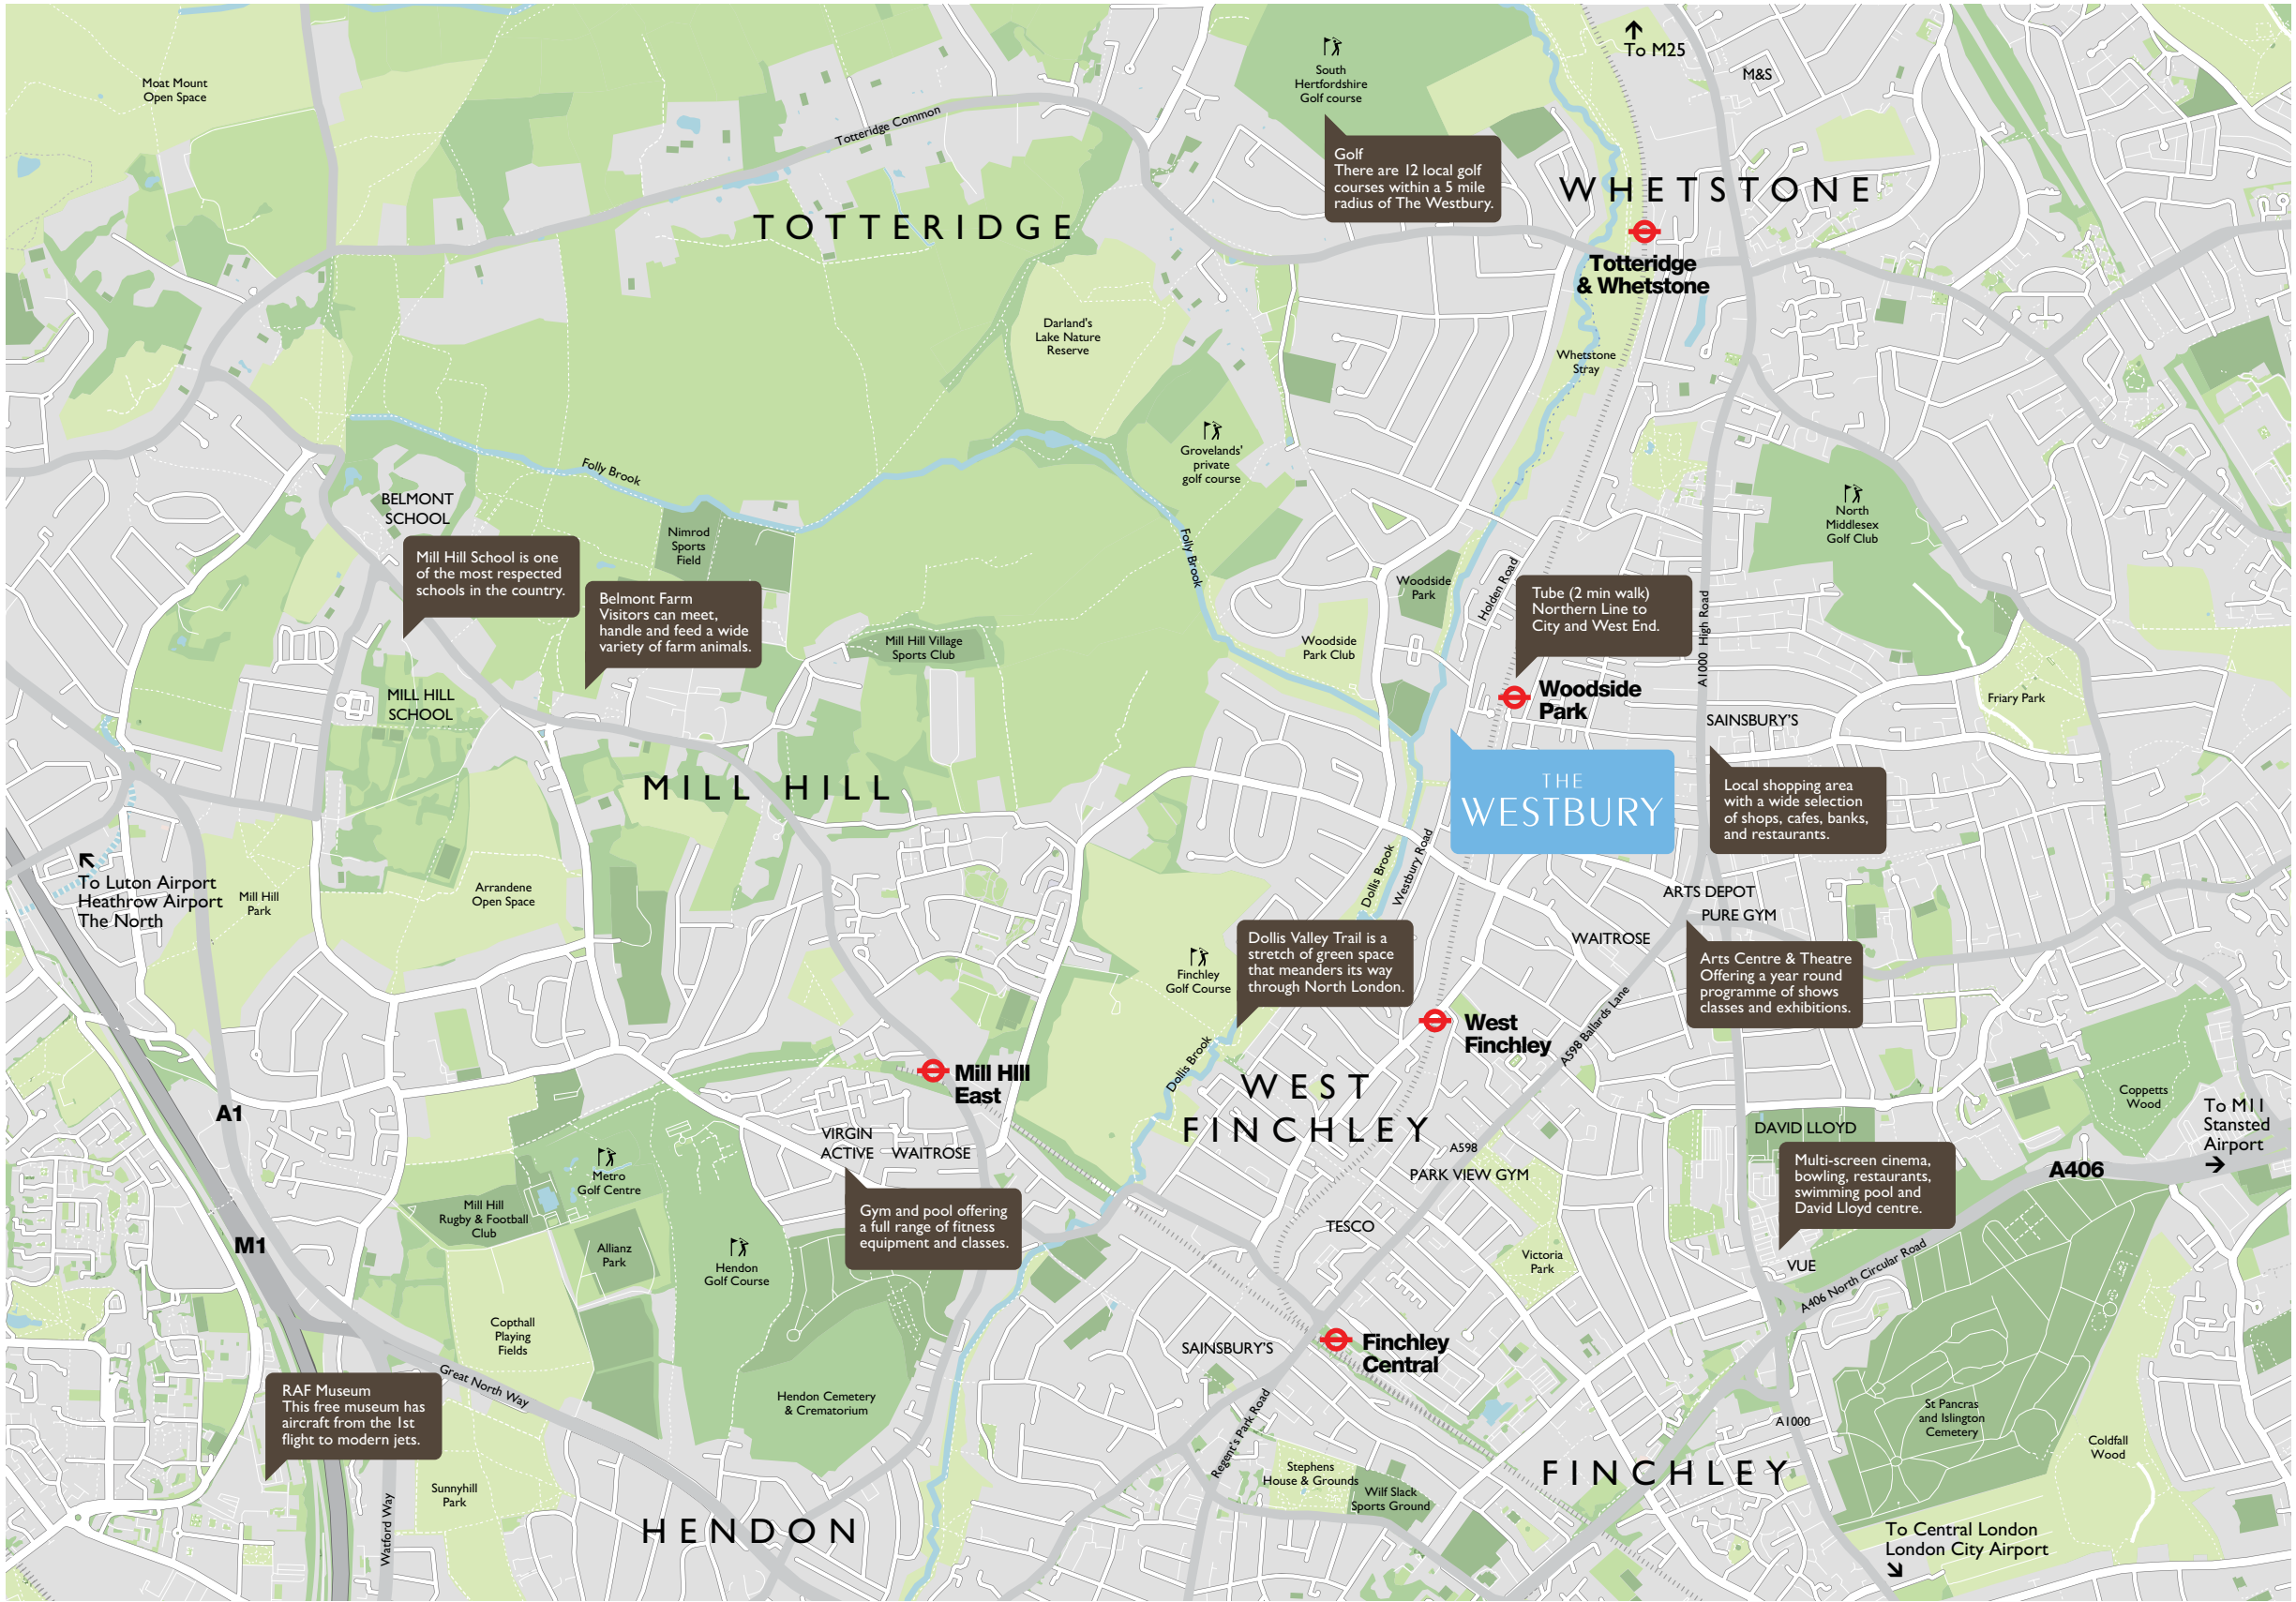 To M25
M&S
Moat Mount
Open Space
South
Hertfordshire
Golf course
Totteridge Common
Golf
There are 12 local golf
courses within a 5 mile
radius of The Westbury.
WHETSTONE
TOTTERIDGE
Totteridge
& Whetstone
Darland's
Lake Nature
Reserve
Whetstone
Stray
Grovelands'
private
golf course
Folly Brook
BELMONT
SCHOOL
North
Middlesex
Golf Club
Nimrod
Sports
Field
Folly Brook
Mill Hill School is one
of the most respected
schools in the country.
Belmont Farm
Visitors can meet,
handle and feed a wide
variety of farm animals.
Woodside
Park
Holden Road
Tube (2 min walk)
Northern Line to
City and West End.
A1000 High Road
Mill Hill Village
Sports Club
Woodside
Park Club
MILL HILL
SCHOOL
Woodside
Park
Friary Park
SAINSBURY'S
MILL HILL
THE
WESTBURY
Local shopping area
with a wide selection
of shops, cafes, banks,
and restaurants.
To Luton Airport
Heathrow Airport
The North
Mill Hill
Park
Arrandene
Open Space
Dollis Brook
Westbury Road
ARTS DEPOT
PURE GYM
WAITROSE
Finchley
Golf Course
Dollis Valley Trail is a
stretch of green space
that meanders its way
through North London.
Arts Centre & Theatre
Offering a year round
programme of shows
classes and exhibitions.
West
Finchley
A598 Ballards Lane
Dollis Brook
Mill HIll
East
WEST
FINCHLEY
A1
Coppetts
Wood
To M11
Stansted
Airport
VIRGIN
ACTIVE
WAITROSE
DAVID LLOYD
A598
PARK VIEW GYM
Multi-screen cinema,
bowling, restaurants,
swimming pool and
David Lloyd centre.
A406
Metro
Golf Centre
Mill Hill
Rugby & Football
Club
Gym and pool offering
a full range of fitness
equipment and classes.
TESCO
M1
Allianz
Park
Hendon
Golf Course
Victoria
Park
VUE
A406 North Circular Road
Copthall
Playing
Fields
SAINSBURY'S
Finchley
Central
Great North Way
RAF Museum
This free museum has
aircraft from the 1st
flight to modern jets.
Hendon Cemetery
& Crematorium
Regent's Park Road
A1000
St Pancras
and Islington
Cemetery
Coldfall
Wood
Sunnyhill
Park
Watford Way
Stephens
House & Grounds
Wilf Slack
Sports Ground
FINCHLEY
HENDON
To Central London
London City Airport